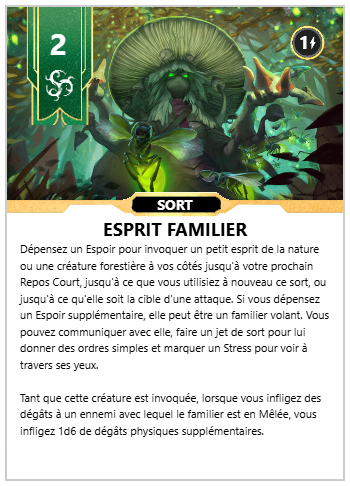 2
1
SORT
ESPRIT FAMILIER
Dépensez un Espoir pour invoquer un petit esprit de la nature
ou une créature forestière à vos côtés jusqu'à votre prochain
Repos Court, jusqu'à ce que vous utilisiez à nouveau ce sort, ou
jusqu'à ce qu'elle soit la cible d'une attaque. Si vous dépensez
un Espoir supplémentaire, elle peut être un familier volant. Vous
pouvez communiquer avec elle, faire un jet de sort pour lui
donner des ordres simples et marquer un Stress pour voir à
travers ses yeux.
Tant que cette créature est invoquée, lorsque vous infligez des
dégâts à un ennemi avec lequel le familier est en Mêlée, vous
infligez 1d6 de dégâts physiques supplémentaires.